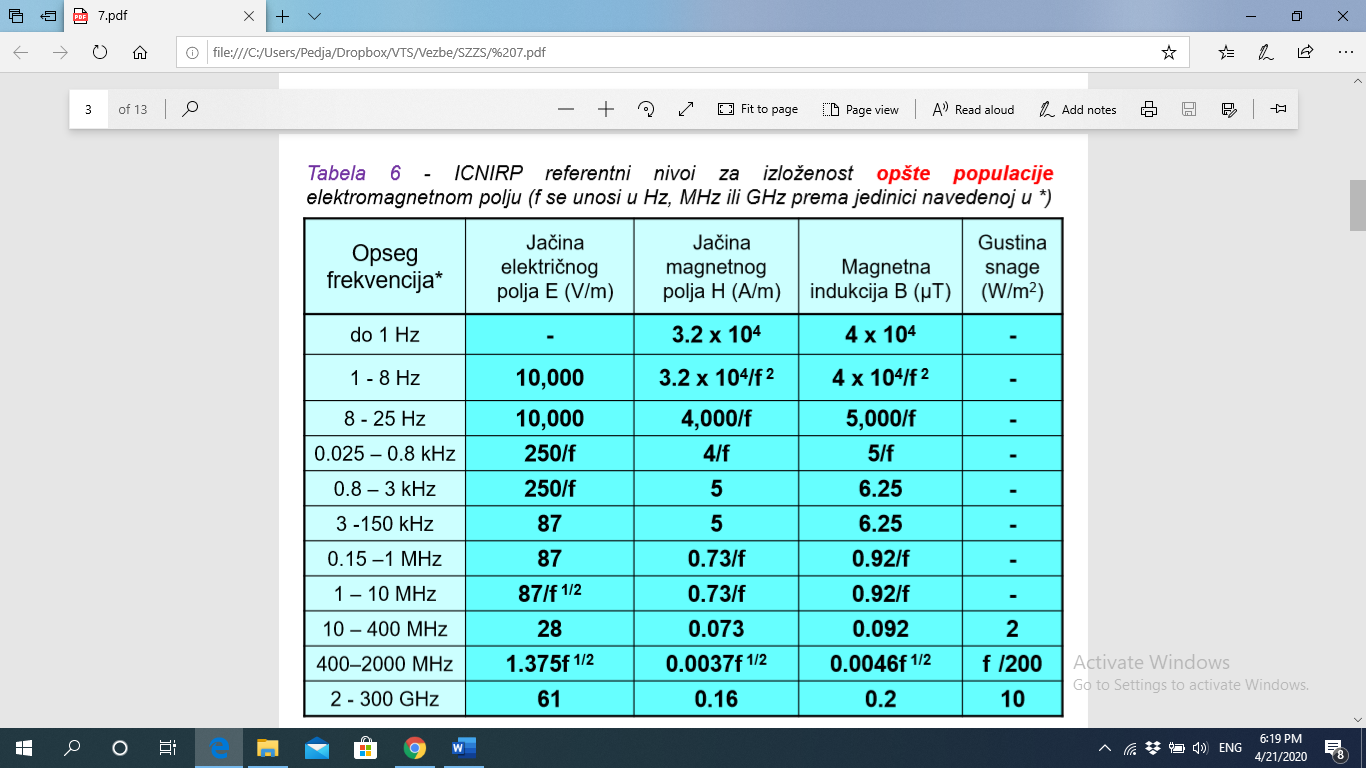 7.pdf
file:///C:/Users/Pedja/Dropbox/VTS/Vezbe/SZZS/%207.pdf
3 of 13 Fit to page Page view Read aloud Add notes
Tabela 6 - ICNIRP referentni nivoi za izloženost opšte populacije
elektromagnetnom polju (f se unosi u Hz, MHz ili GHz prema jedinici navedenoj u *)
Opseg
frekvencija*
Jačina
električnog
polja E (V/m)
Jačina
magnetnog
polja H (A/m)
Magnetna
indukcija B (µT)
Gustina
snage
(W/m²)
do 1 Hz - 3.2 x 10⁴ 4 x 10⁴ -
1 - 8 Hz 10,000 3.2 x 10⁴/f ² 4 x 10⁴/f ² -
8 - 25 Hz 10,000 4,000/f 5,000/f -
0.025 – 0.8 kHz 250/f 4/f 5/f -
0.8 – 3 kHz 250/f 5 6.25 -
3 -150 kHz 87 5 6.25 -
0.15 –1 MHz 87 0.73/f 0.92/f -
1 – 10 MHz 87/f ¹/² 0.73/f 0.92/f -
10 – 400 MHz 28 0.073 0.092 2
400–2000 MHz 1.375f ¹/² 0.0037f ¹/² 0.0046f ¹/² f /200
2 - 300 GHz 61 0.16 0.2 10
Activate Windows
Go to Settings to activate Windows.
ENG
6:19 PM
4/21/2020
8